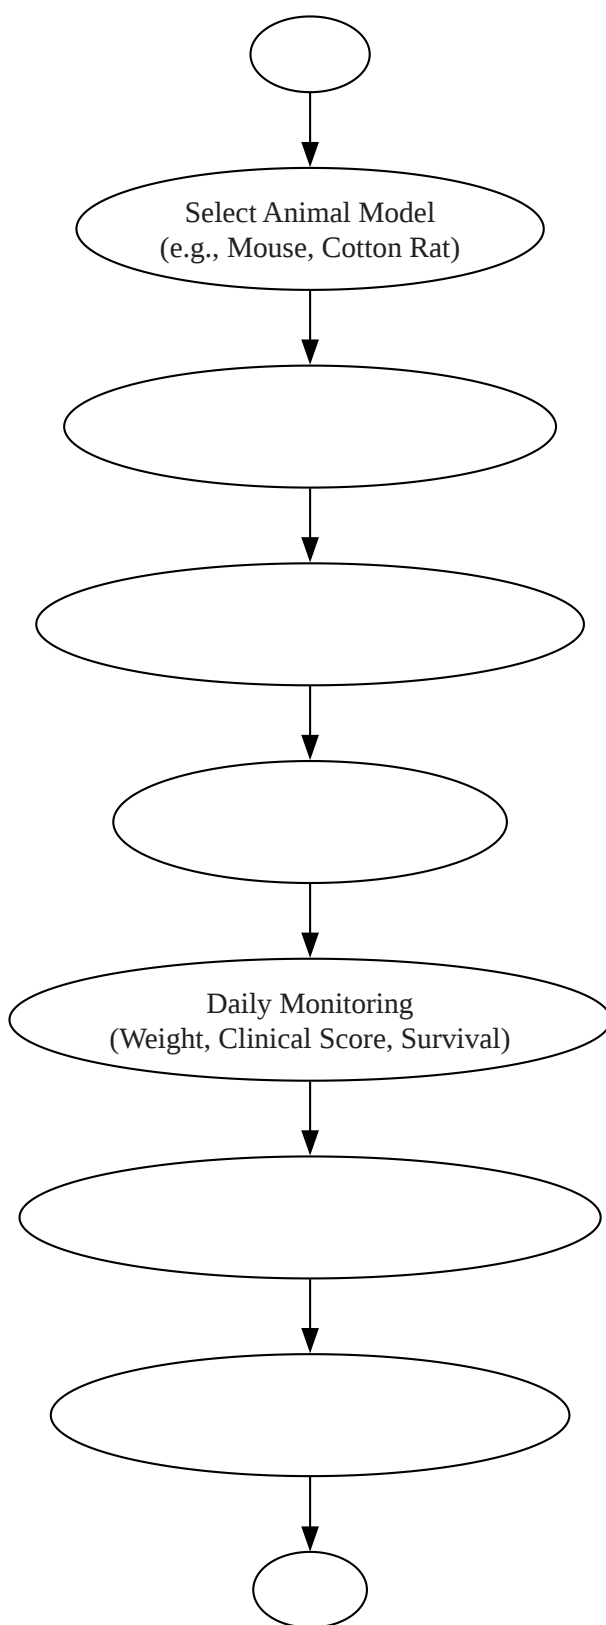 Select Animal Model
(e.g., Mouse, Cotton Rat)
Daily Monitoring
(Weight, Clinical Score, Survival)